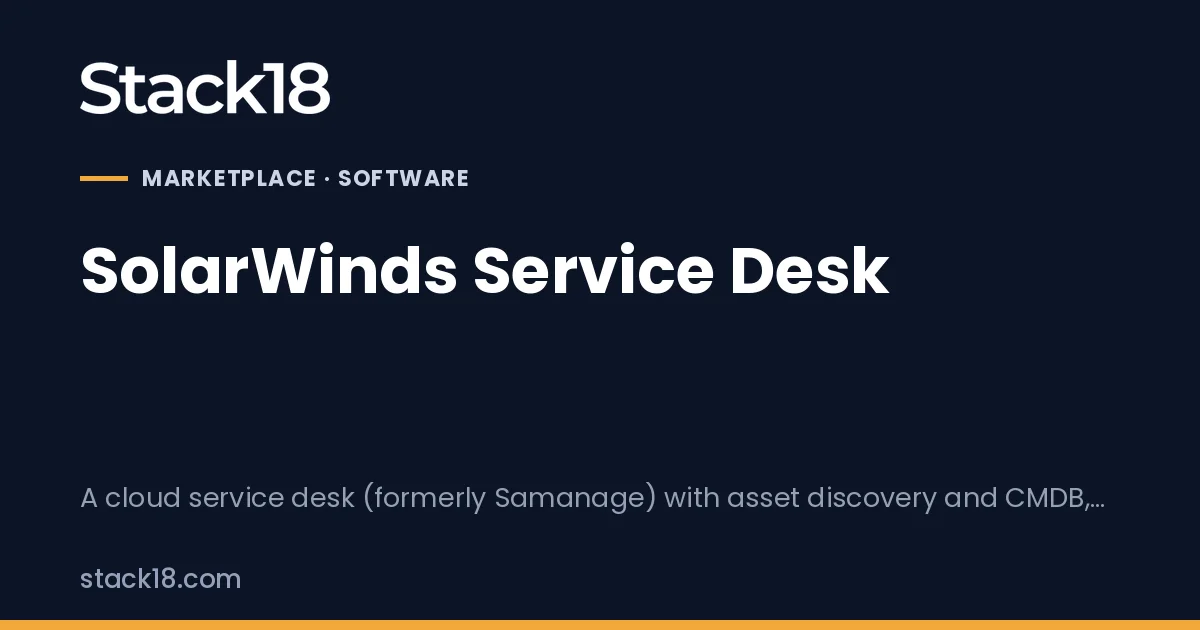 Stack18
MARKETPLACE · SOFTWARE
SolarWinds Service Desk
A cloud service desk (formerly Samanage) with asset discovery and CMDB,...
stack18.com